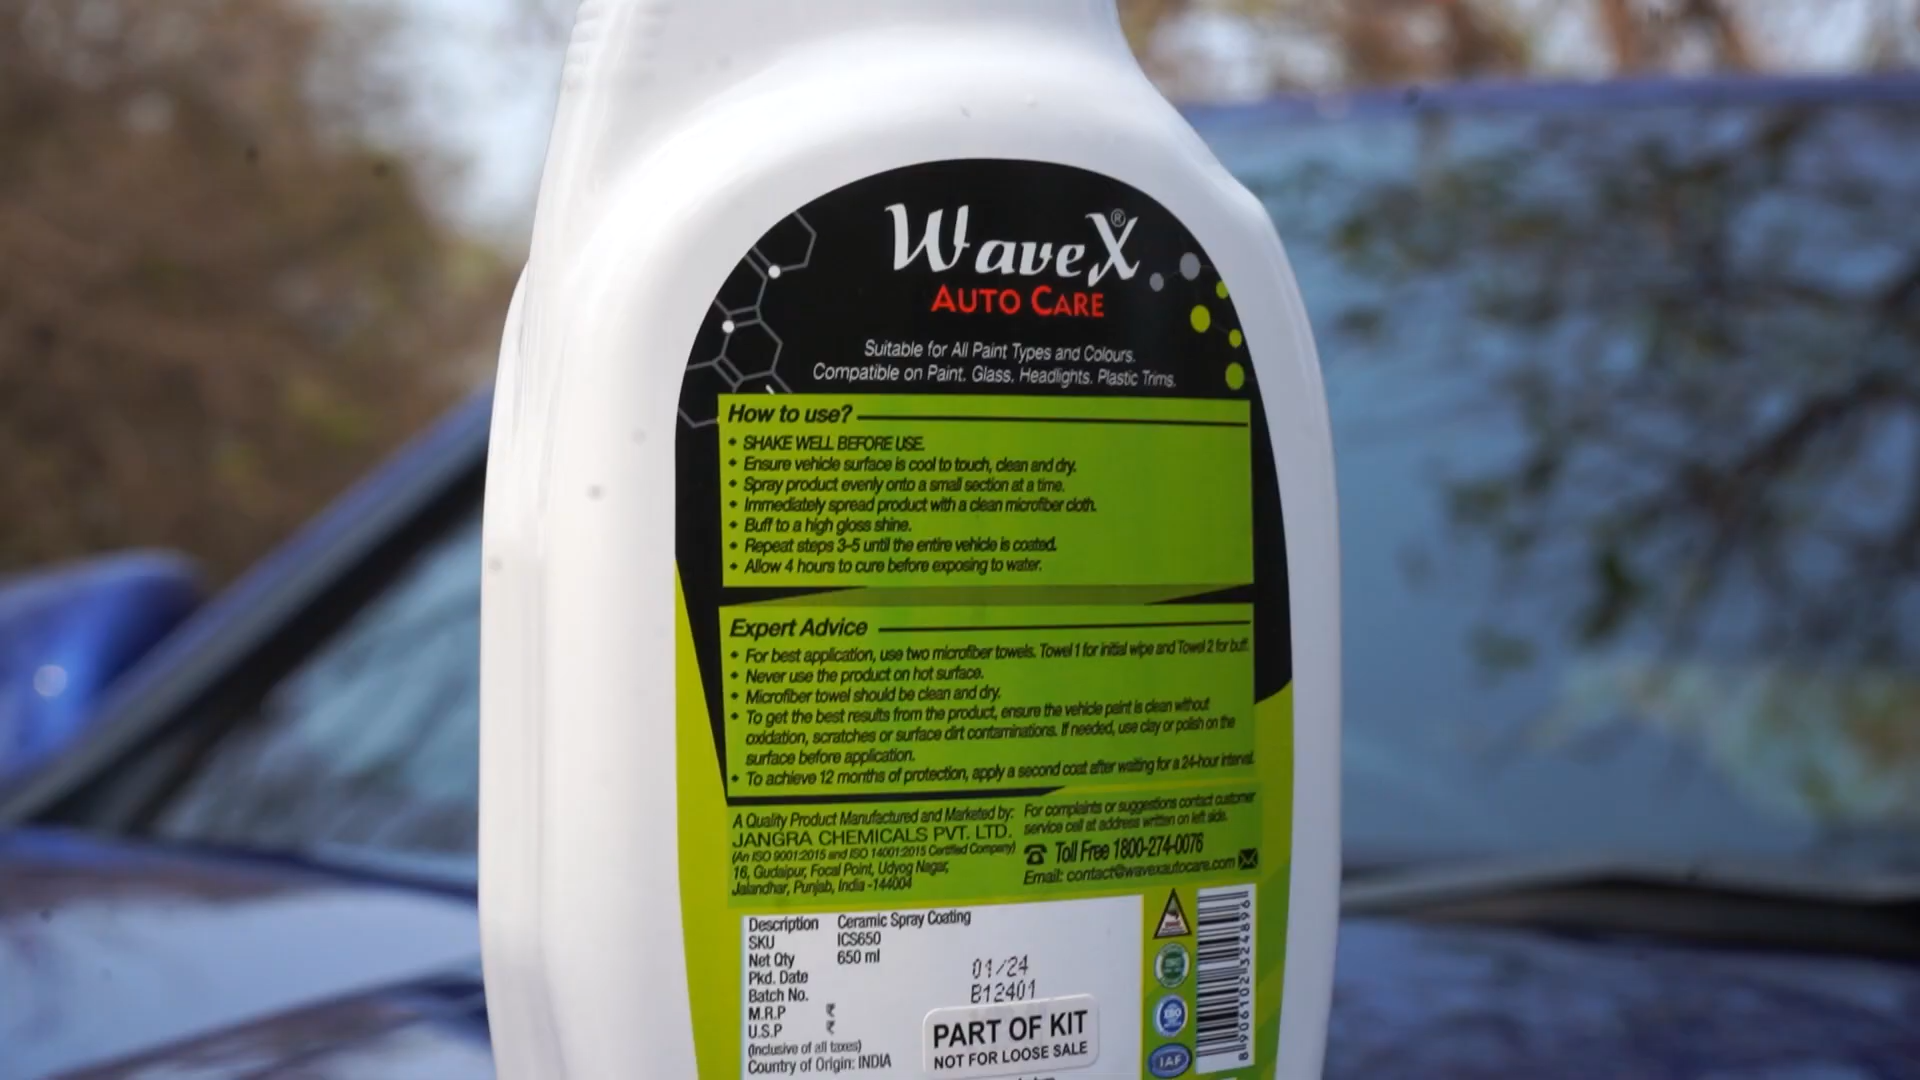 WaveX®
AUTO CARE
Suitable for All Paint Types and Colours.
Compatible on Paint, Glass, Headlights, Plastic Trims.
How to use?
• SHAKE WELL BEFORE USE.
• Ensure vehicle surface is cool to touch, clean and dry.
• Spray product evenly onto a small section at a time.
• Immediately spread product with a clean microfiber cloth.
• Buff to a high gloss shine.
• Repeat steps 3-5 until the entire vehicle is coated.
• Allow 4 hours to cure before exposing to water.
Expert Advice
• For best application, use two microfiber towels. Towel 1 for initial wipe and Towel 2 for buff.
• Never use the product on hot surface.
• Microfiber towel should be clean and dry.
• To get the best results from the product, ensure the vehicle paint is clean without
oxidation, scratches or surface dirt contaminations. If needed, use clay or polish on the
surface before application.
• To achieve 12 months of protection, apply a second coat after waiting for a 24-hour interval.
A Quality Product Manufactured and Marketed by:
JANGRA CHEMICALS PVT. LTD.
(An ISO 9001:2015 and ISO 14001:2015 Certified Company)
16, Gudaipur, Focal Point, Udyog Nagar,
Jalandhar, Punjab, India -144004
For complaints or suggestions contact customer
service cell at address written on left side.
Toll Free 1800-274-0076
Email: contact@wavexautocare.com
Description Ceramic Spray Coating
SKU ICS650
Net Qty 650 ml
Pkd. Date 01/24
Batch No. B12401
M.R.P ₹
U.S.P ₹
(Inclusive of all taxes)
Country of Origin: INDIA
PART OF KIT
NOT FOR LOOSE SALE
ISO
IAF
8906102324896